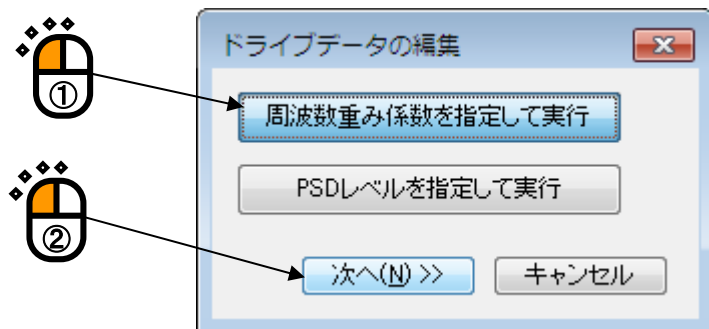 ドライブデータの編集
①
周波数重み係数を指定して実行
PSDレベルを指定して実行
②
次へ(N) >>
キャンセル